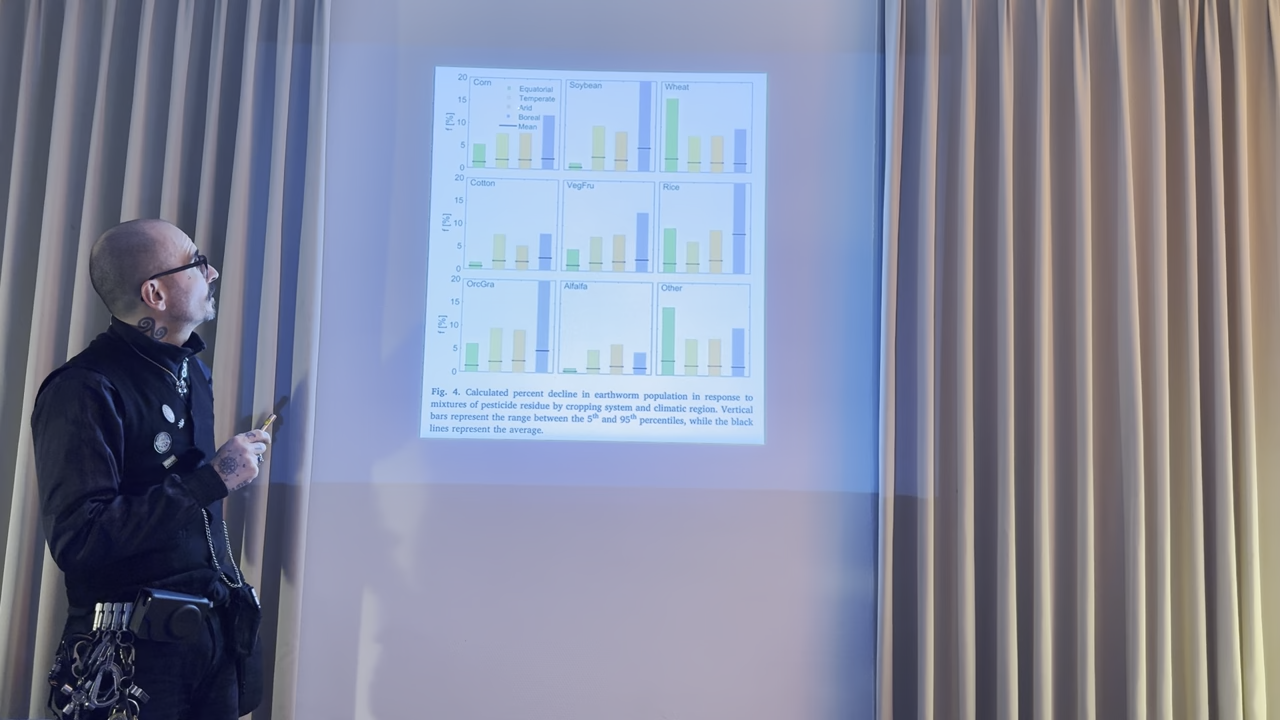 20
Corn
Equatorial
Temperate
Arid
Boreal
Mean
Soybean
Wheat
15
10
5
0
f [%]
20
Cotton
VegFru
Rice
15
10
5
0
f [%]
20
OrcGra
Alfalfa
Other
15
10
5
0
f [%]
Fig. 4. Calculated percent decline in earthworm population in response to
mixtures of pesticide residue by cropping system and climatic region. Vertical
bars represent the range between the 5th and 95th percentiles, while the black
lines represent the average.